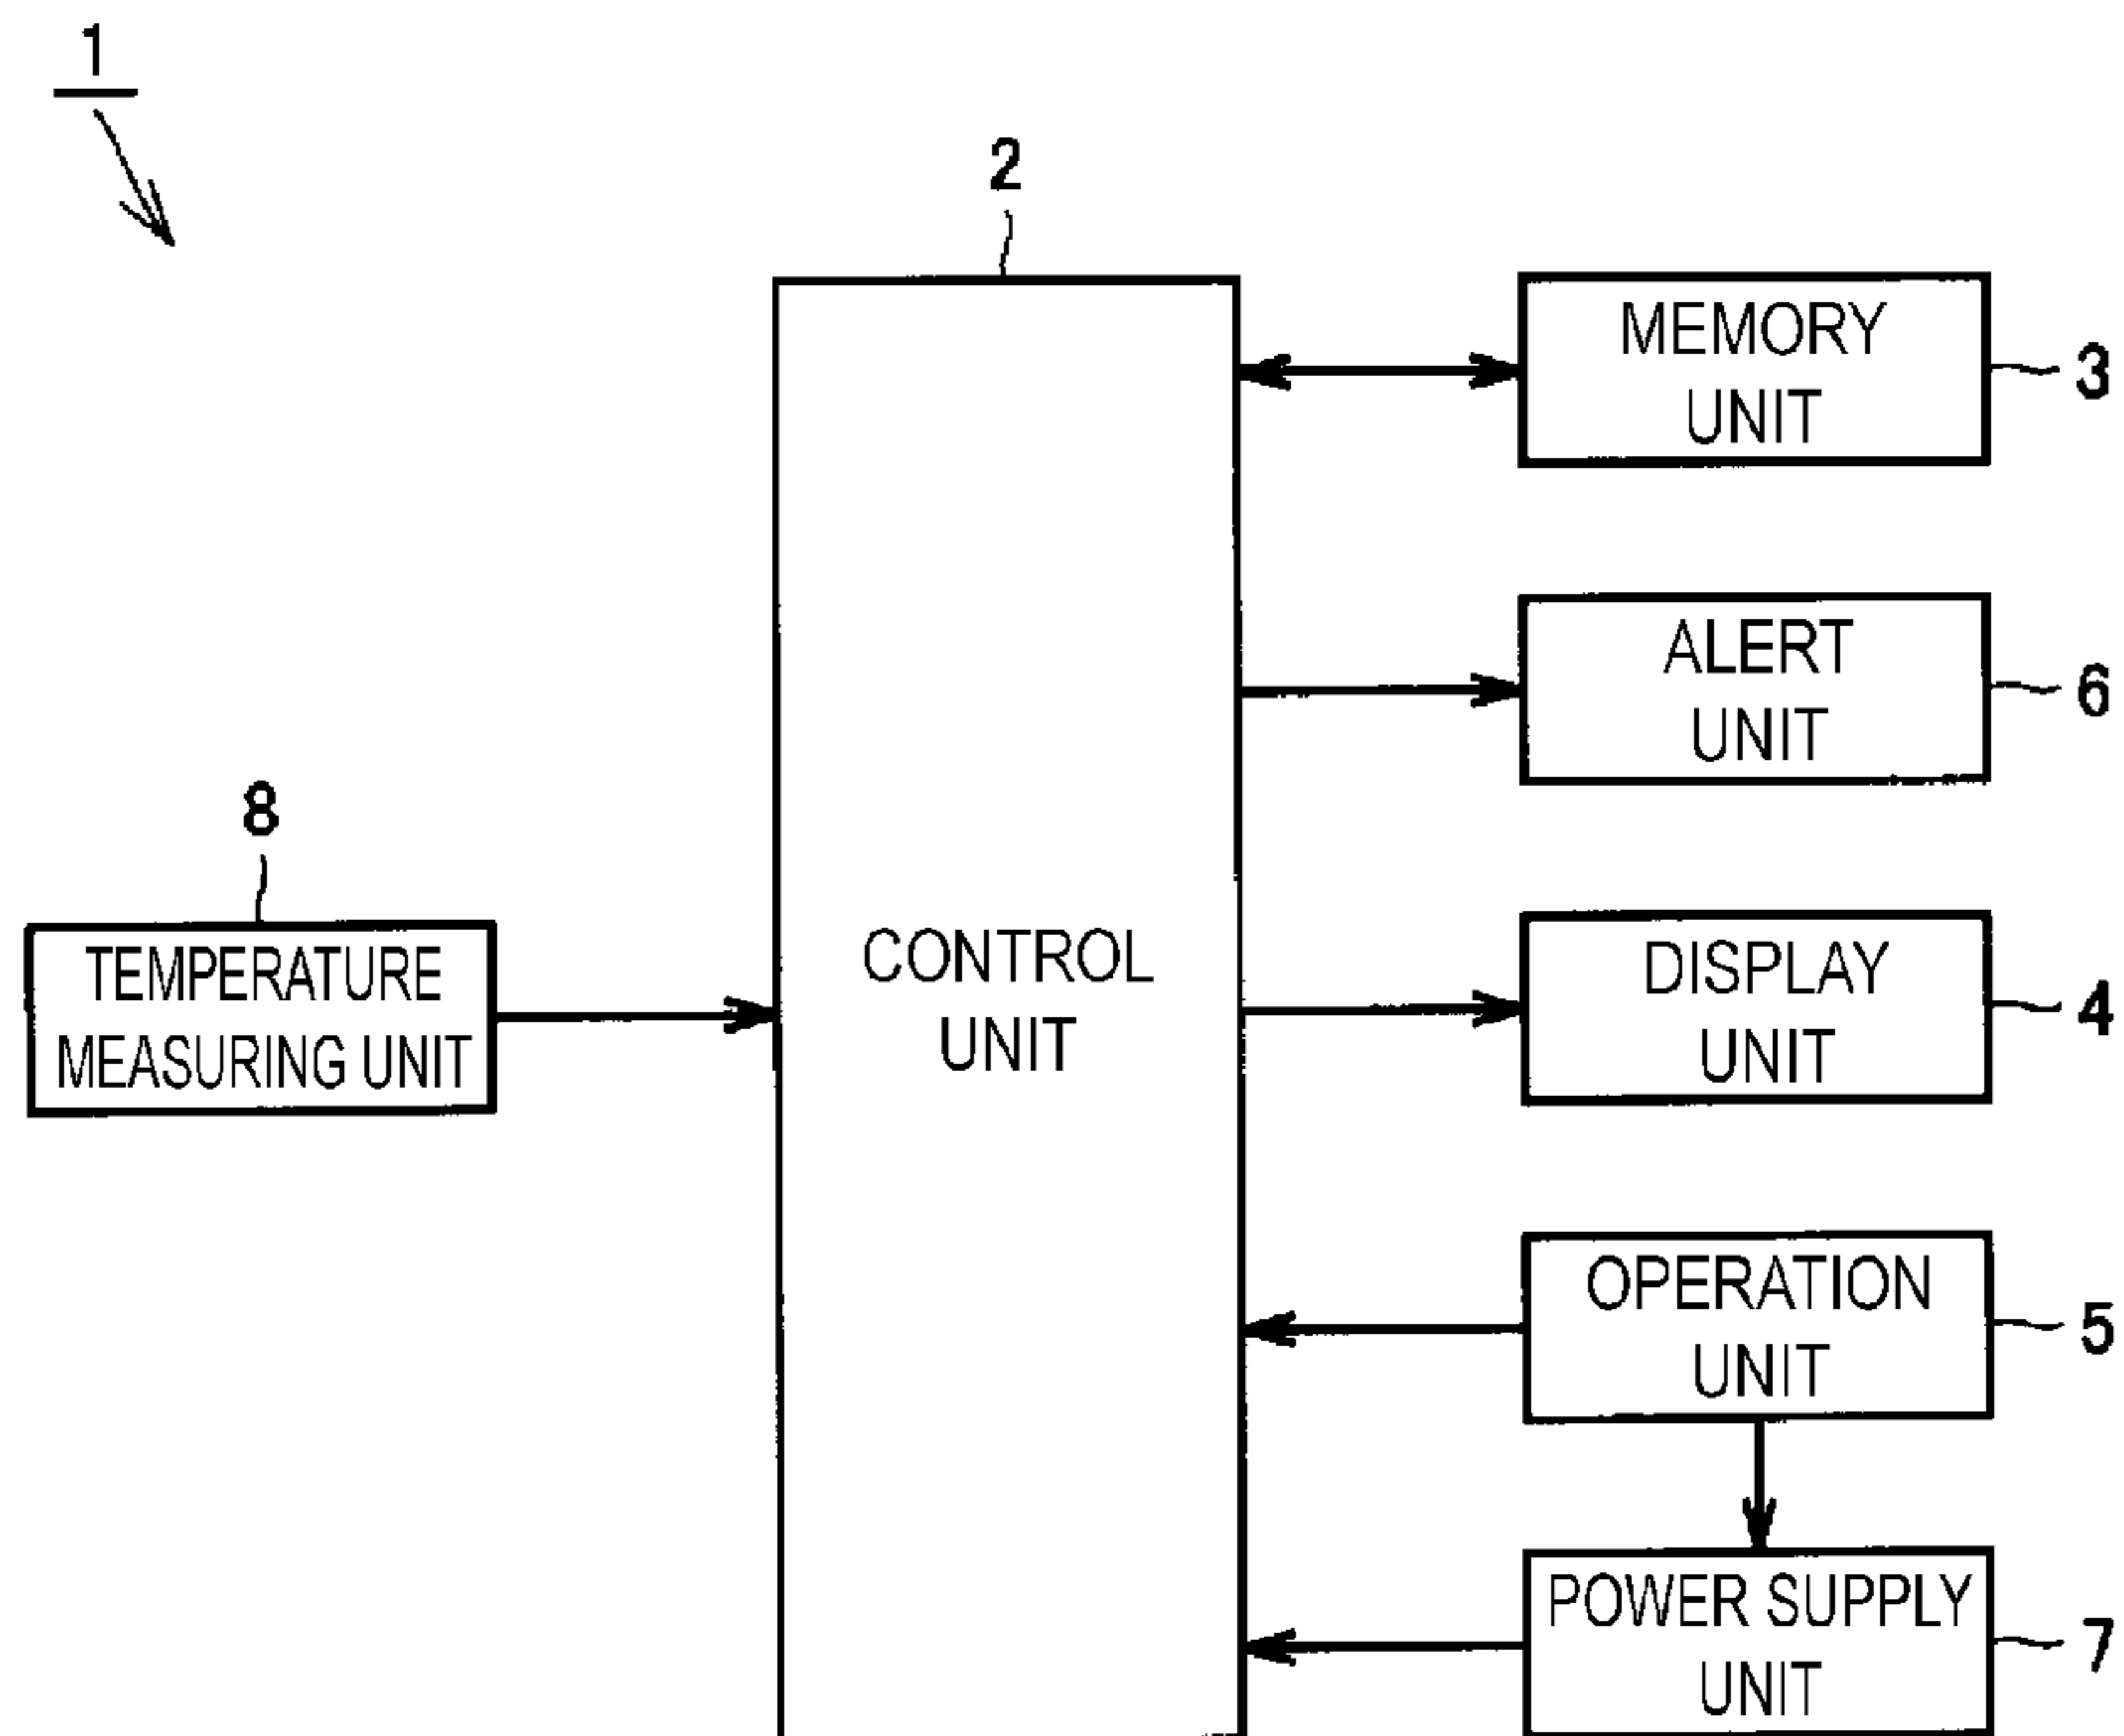 1
2
MEMORY
UNIT
3
ALERT
UNIT
6
8
TEMPERATURE
MEASURING UNIT
CONTROL
UNIT
DISPLAY
UNIT
4
OPERATION
UNIT
5
POWER SUPPLY
UNIT
7